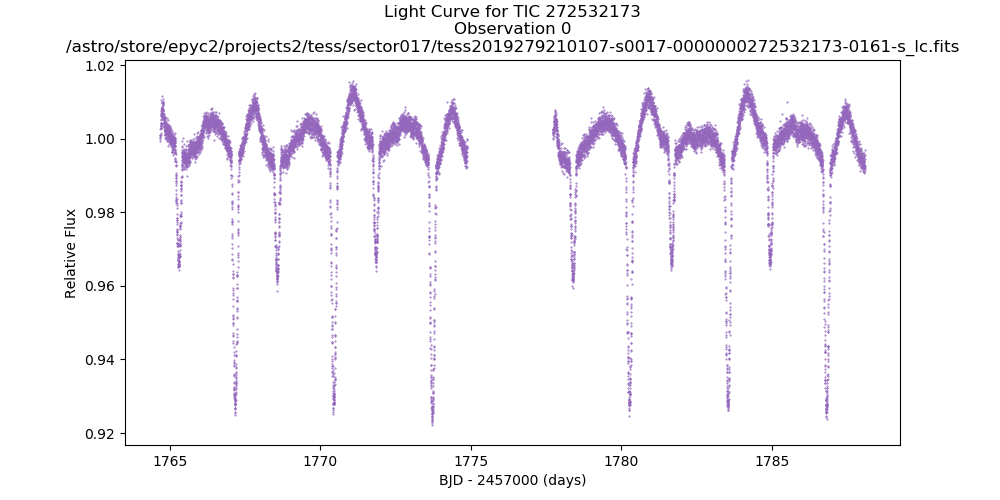 Light Curve for TIC 272532173
Observation 0
/astro/store/epyc2/projects2/tess/sector017/tess2019279210107-s0017-0000000272532173-0161-s_lc.fits
1.02
1.00
0.98
0.96
0.94
0.92
Relative Flux
1765
1770
1775
1780
1785
BJD - 2457000 (days)